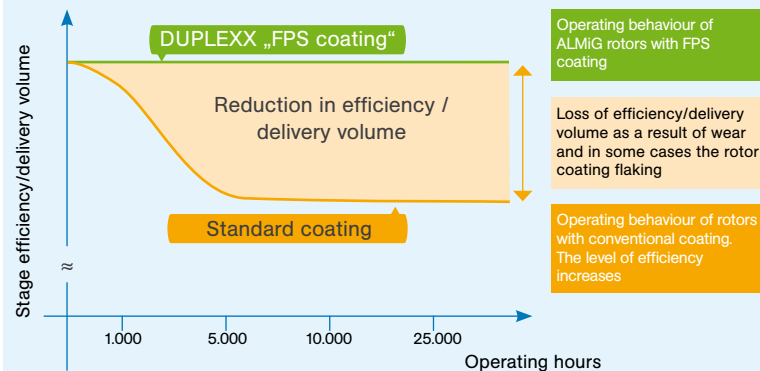 DUPLEXX „FPS coating“
Reduction in efficiency /
delivery volume
Standard coating
Stage efficiency/delivery volume
≈
1.000
5.000
10.000
25.000
Operating hours
Operating behaviour of
ALMiG rotors with FPS
coating
Loss of efficiency/delivery
volume as a result of wear
and in some cases the rotor
coating flaking
Operating behaviour of rotors
with conventional coating.
The level of efficiency
increases